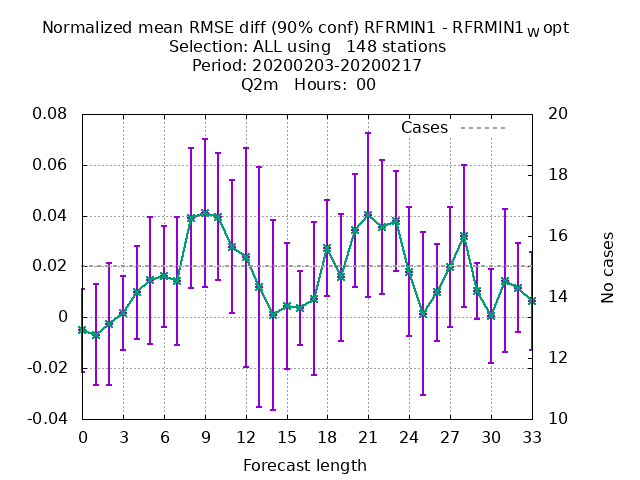 Normalized mean RMSE diff (90% conf) RFRMIN1 - RFRMIN1_W opt
Selection: ALL using 148 stations
Period: 20200203-20200217
Q2m Hours: 00
0.08
0.06
0.04
0.02
0
-0.02
-0.04
Cases
20
18
16
14
12
10
No cases
0 3 6 9 12 15 18 21 24 27 30 33
Forecast length